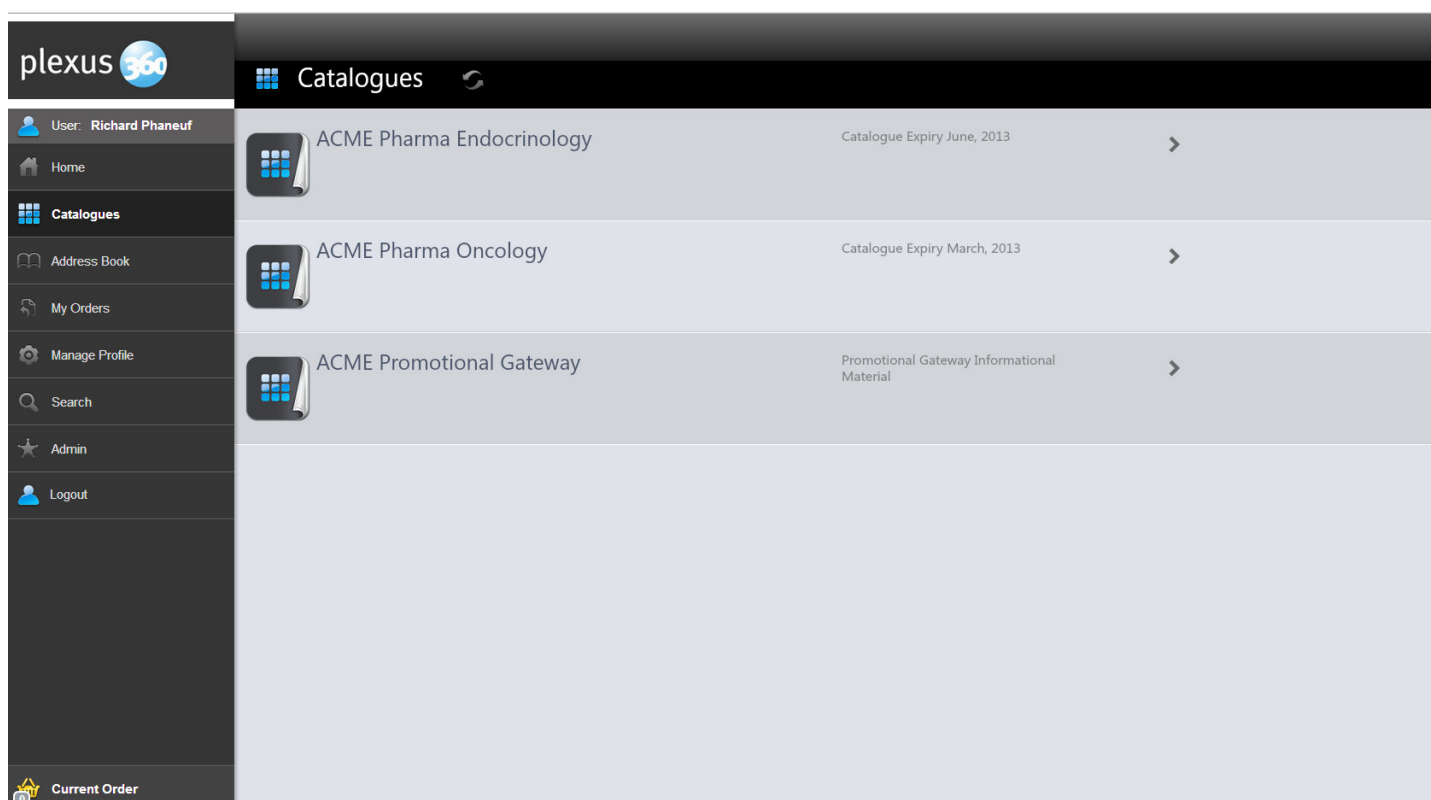 plexus 360
User: Richard Phaneuf
Home
Catalogues
Address Book
My Orders
Manage Profile
Search
Admin
Logout
Current Order
0
Catalogues
ACME Pharma Endocrinology
Catalogue Expiry June, 2013
ACME Pharma Oncology
Catalogue Expiry March, 2013
ACME Promotional Gateway
Promotional Gateway Informational
Material